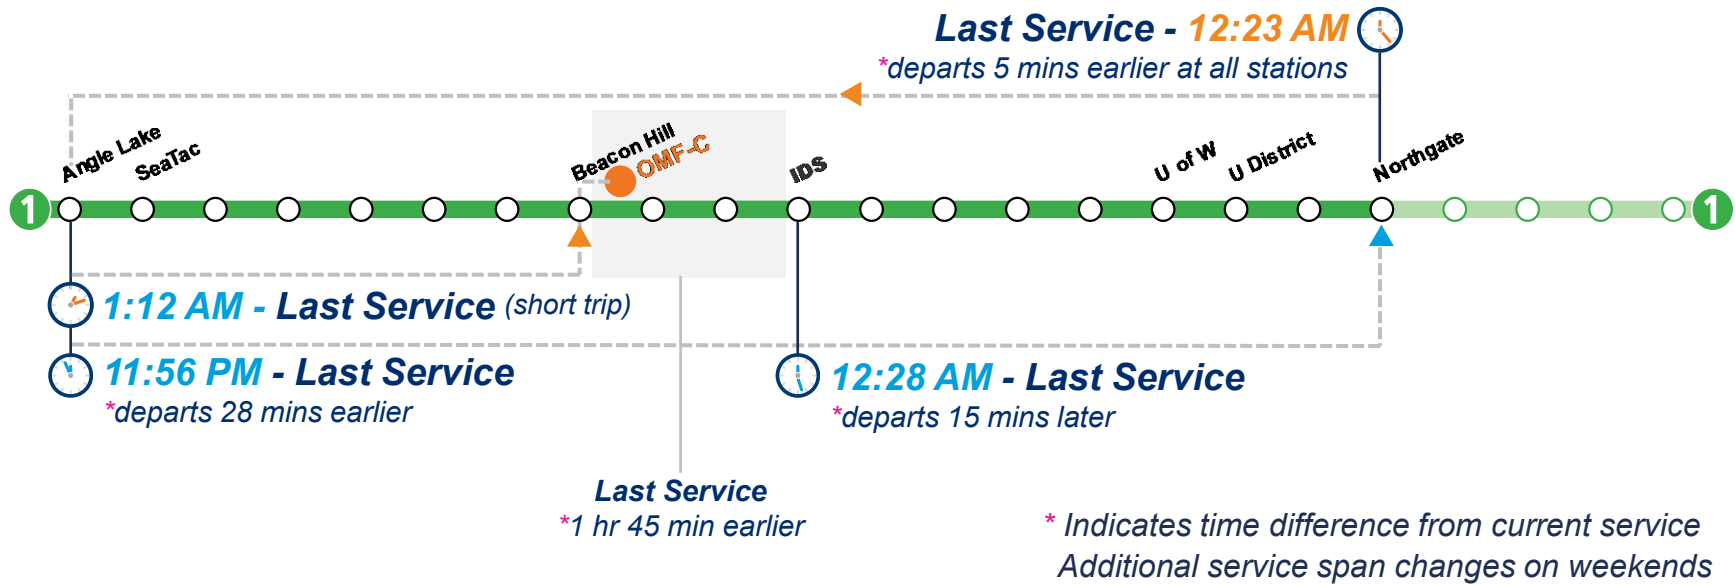 Last Service - 12:23 AM
*departs 5 mins earlier at all stations
Angle Lake
SeaTac
Beacon Hill
OMF-C
IDS
U of W
U District
Northgate
1
1
1:12 AM - Last Service (short trip)
11:56 PM - Last Service
*departs 28 mins earlier
12:28 AM - Last Service
*departs 15 mins later
Last Service
*1 hr 45 min earlier
* Indicates time difference from current service
Additional service span changes on weekends